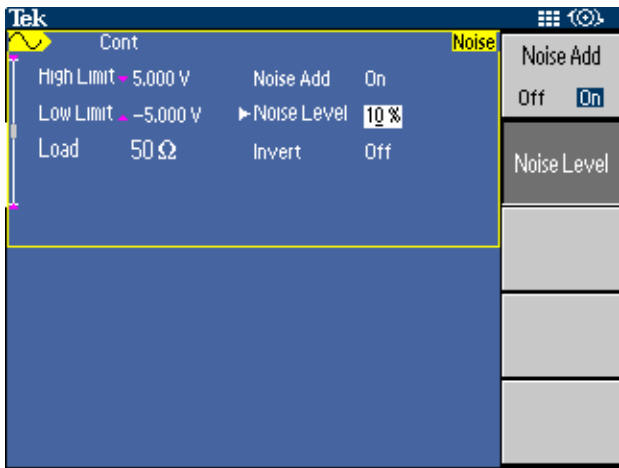 Tek
Cont Noise
High Limit 5.000 V Noise Add On
Low Limit -5.000 V ►Noise Level 10 %
Load 50 Ω Invert Off
Noise Add
Off On
Noise Level